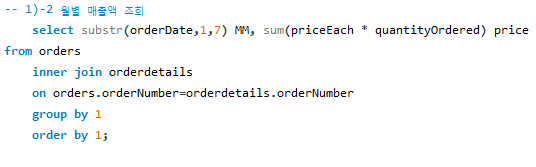 -- 1)-2 월별 매출액 조회
select substr(orderDate,1,7) MM, sum(priceEach * quantityOrdered) price
from orders
inner join orderdetails
on orders.orderNumber=orderdetails.orderNumber
group by 1
order by 1;